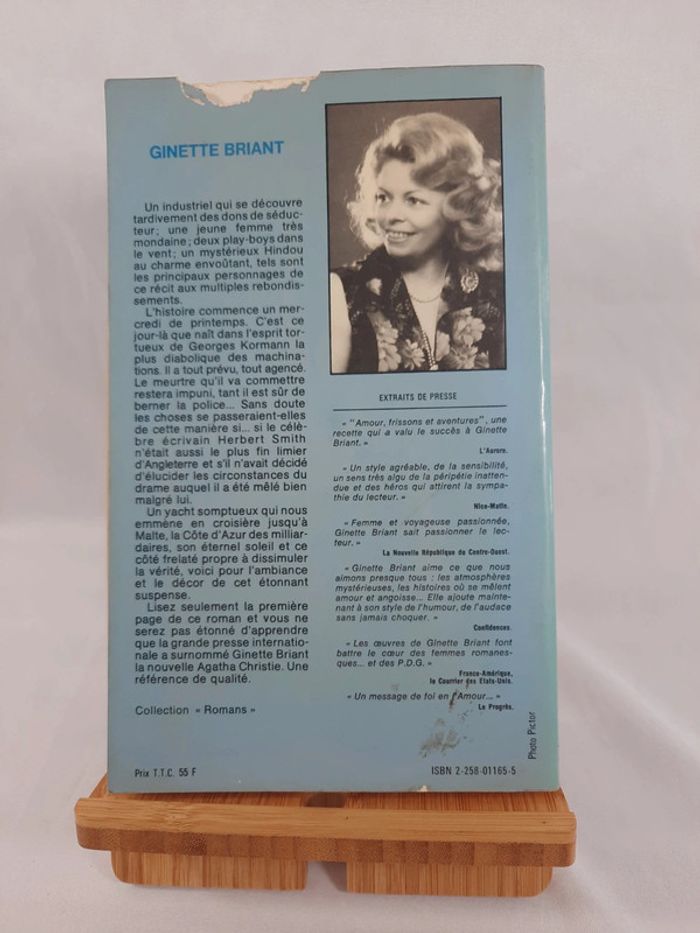 GINETTE BRIANT
Un industriel qui se découvre
tardivement des dons de séduc-
teur; une jeune femme très
mondaine; deux play-boys dans
le vent; un mystérieux Hindou
au charme envoûtant, tels sont
les principaux personnages de
ce récit aux multiples rebondis-
sements.
L'histoire commence un mer-
credi de printemps. C'est ce
jour-là que naît dans l'esprit tor-
tueux de Georges Kormann la
plus diabolique des machina-
tions. Il a tout prévu, tout agencé.
Le meurtre qu'il va commettre
restera impuni, tant il est sûr de
berner la police... Sans doute
les choses se passeraient-elles
de cette manière si... si le célè-
bre écrivain Herbert Smith
n'était aussi le plus fin limier
d'Angleterre et s'il n'avait décidé
d'élucider les circonstances du
drame auquel il a été mêlé bien
malgré lui.
Un yacht somptueux qui nous
emmène en croisière jusqu'à
Malte, la Côte d'Azur des milliar-
daires, son éternel soleil et ce
côté frelaté propre à dissimuler
la vérité, voici pour l'ambiance
et le décor de cet étonnant
suspense.
Lisez seulement la première
page de ce roman et vous ne
serez pas étonné d'apprendre
que la grande presse internatio-
nale a surnommé Ginette Briant
la nouvelle Agatha Christie. Une
référence de qualité.
Collection « Romans »
Prix T.T.C. 55 F
EXTRAITS DE PRESSE
« "Amour, frissons et aventures", une
recette qui a valu le succès à Ginette
Briant. »
L'Aurore.
« Un style agréable, de la sensibilité,
un sens très aigu de la péripétie inatten-
due et des héros qui attirent la sympa-
thie du lecteur. »
Nice-Matin.
« Femme et voyageuse passionnée,
Ginette Briant sait passionner le lec-
teur. »
La Nouvelle République du Centre-Ouest.
« Ginette Briant aime ce que nous
aimons presque tous : les atmosphères
mystérieuses, les histoires où se mêlent
amour et angoisse... Elle ajoute mainte-
nant à son style de l'humour, de l'audace
sans jamais choquer. »
Confidences.
« Les œuvres de Ginette Briant font
battre le cœur des femmes romanes-
ques... et des P.D.G. »
France-Amérique,
le Courrier des Etats-Unis.
« Un message de foi en l'Amour... »
Le Progrès.
Photo Pictor
ISBN 2-258-01165-5